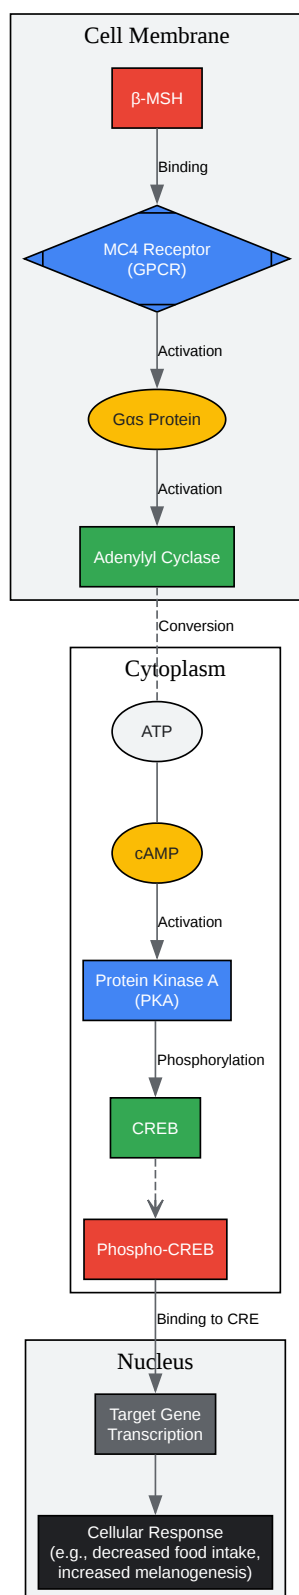 Cell Membrane
β-MSH
Binding
MC4 Receptor
(GPCR)
Activation
Gαs Protein
Activation
Adenylyl Cyclase
Conversion
Cytoplasm
ATP
cAMP
Activation
Protein Kinase A
(PKA)
Phosphorylation
CREB
Phospho-CREB
Binding to CRE
Nucleus
Target Gene
Transcription
Cellular Response
(e.g., decreased food intake,
increased melanogenesis)